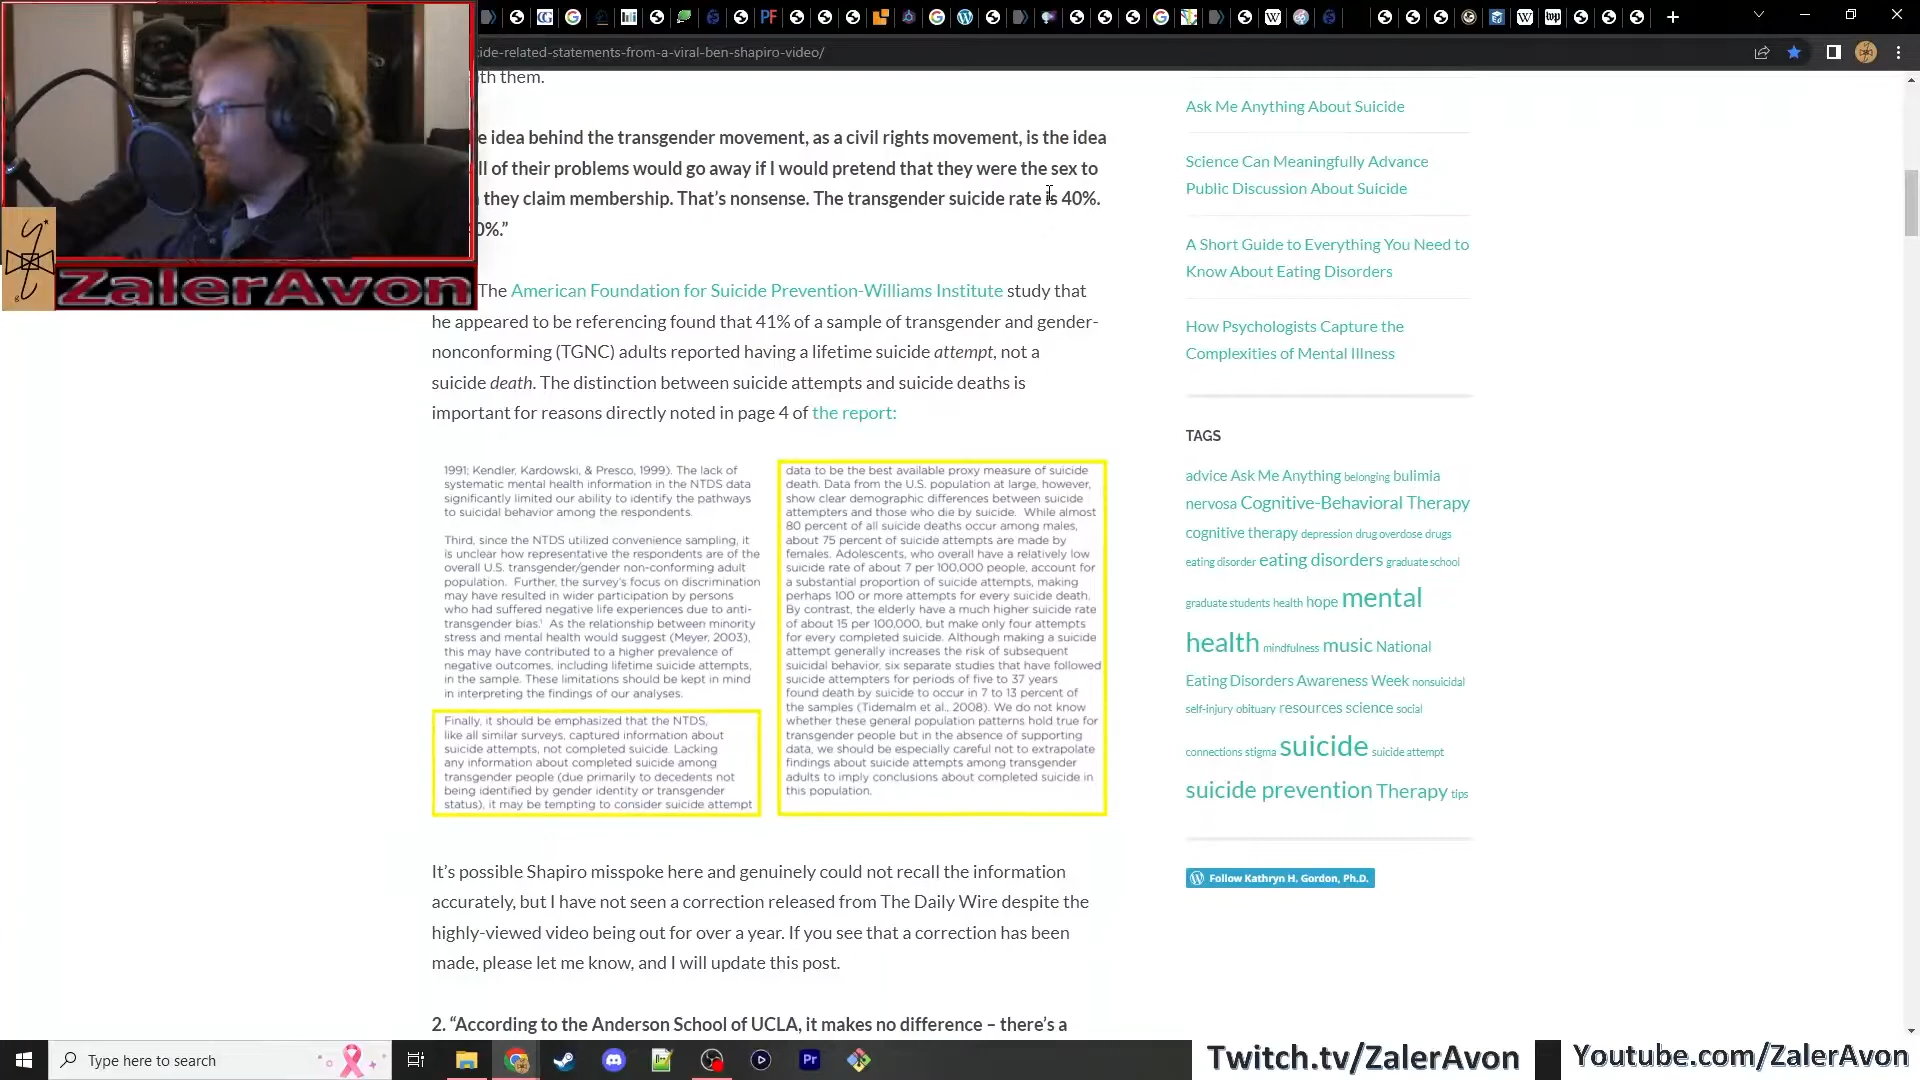 ide-related-statements-from-a-viral-ben-shapiro-video/
th them.
e idea behind the transgender movement, as a civil rights movement, is the idea
ll of their problems would go away if I would pretend that they were the sex to
they claim membership. That's nonsense. The transgender suicide rate is 40%.
0%.”
The American Foundation for Suicide Prevention-Williams Institute study that
he appeared to be referencing found that 41% of a sample of transgender and gender-
nonconforming (TGNC) adults reported having a lifetime suicide attempt, not a
suicide death. The distinction between suicide attempts and suicide deaths is
important for reasons directly noted in page 4 of the report:
1991; Kendler, Kardowski, & Presco, 1999). The lack of
systematic mental health information in the NTDS data
significantly limited our ability to identify the pathways
to suicidal behavior among the respondents.
Third, since the NTDS utilized convenience sampling, it
is unclear how representative the respondents are of the
overall U.S. transgender/gender non-conforming adult
population. Further, the survey's focus on discrimination
may have resulted in wider participation by persons
who had suffered negative life experiences due to anti-
transgender bias.¹ As the relationship between minority
stress and mental health would suggest (Meyer, 2003),
this may have contributed to a higher prevalence of
negative outcomes, including lifetime suicide attempts,
in the sample. These limitations should be kept in mind
in interpreting the findings of our analyses.
Finally, it should be emphasized that the NTDS,
like all similar surveys, captured information about
suicide attempts, not completed suicide. Lacking
any information about completed suicide among
transgender people (due primarily to decedents not
being identified by gender identity or transgender
status), it may be tempting to consider suicide attempt
data to be the best available proxy measure of suicide
death. Data from the U.S. population at large, however,
show clear demographic differences between suicide
attempters and those who die by suicide. While almost
80 percent of all suicide deaths occur among males,
about 75 percent of suicide attempts are made by
females. Adolescents, who overall have a relatively low
suicide rate of about 7 per 100,000 people, account for
a substantial proportion of suicide attempts, making
perhaps 100 or more attempts for every suicide death.
By contrast, the elderly have a much higher suicide rate
of about 15 per 100,000, but make only four attempts
for every completed suicide. Although making a suicide
attempt generally increases the risk of subsequent
suicidal behavior, six separate studies that have followed
suicide attempters for periods of five to 37 years
found death by suicide to occur in 7 to 13 percent of
the samples (Tidemalm et al., 2008). We do not know
whether these general population patterns hold true for
transgender people but in the absence of supporting
data, we should be especially careful not to extrapolate
findings about suicide attempts among transgender
adults to imply conclusions about completed suicide in
this population.
It's possible Shapiro misspoke here and genuinely could not recall the information
accurately, but I have not seen a correction released from The Daily Wire despite the
highly-viewed video being out for over a year. If you see that a correction has been
made, please let me know, and I will update this post.
2. “According to the Anderson School of UCLA, it makes no difference – there's a
Ask Me Anything About Suicide
Science Can Meaningfully Advance
Public Discussion About Suicide
A Short Guide to Everything You Need to
Know About Eating Disorders
How Psychologists Capture the
Complexities of Mental Illness
TAGS
advice Ask Me Anything belonging bulimia
nervosa Cognitive-Behavioral Therapy
cognitive therapy depression drug overdose drugs
eating disorder eating disorders graduate school
graduate students health hope mental
health mindfulness music National
Eating Disorders Awareness Week nonsuicidal
self-injury obituary resources science social
connections stigma suicide suicide attempt
suicide prevention Therapy tips
Follow Kathryn H. Gordon, Ph.D.
ZalerAvon
Type here to search
Twitch.tv/ZalerAvon
Youtube.com/ZalerAvon